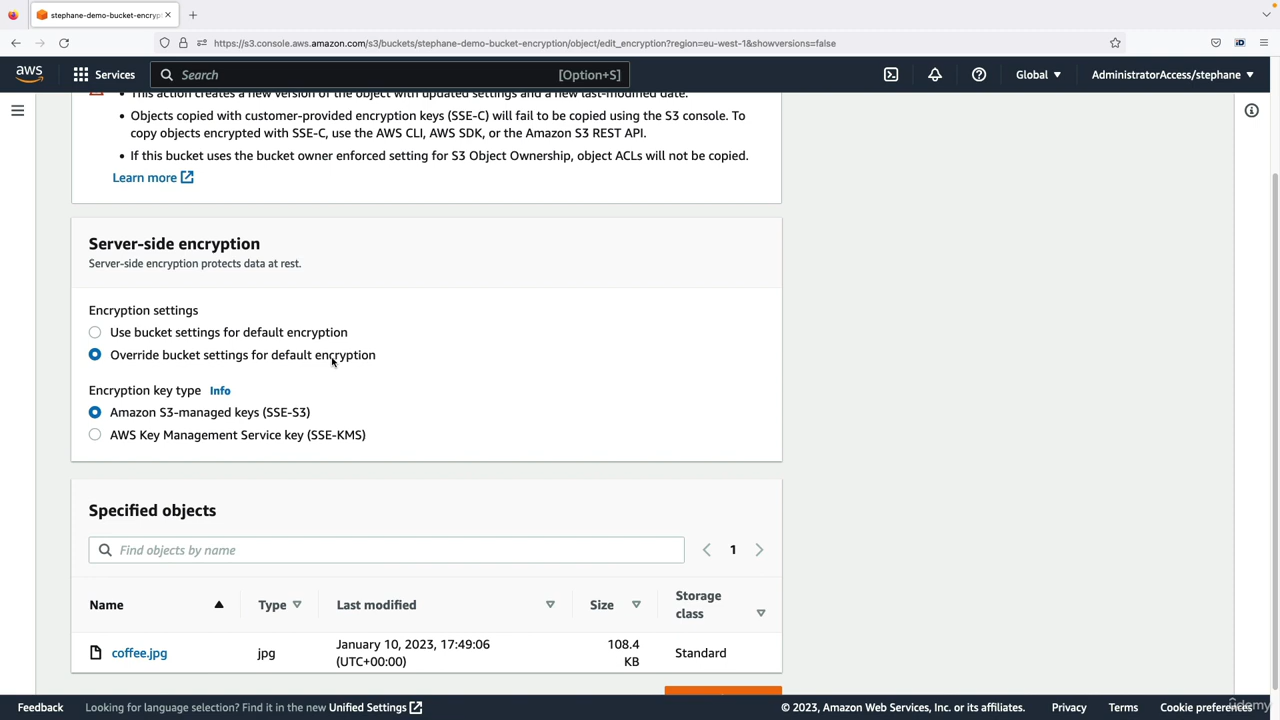 stephane-demo-bucket-encryp
https://s3.console.aws.amazon.com/s3/buckets/stephane-demo-bucket-encryption/object/edit_encryption?region=eu-west-1&showversions=false
aws
Services
Search
[Option+S]
Global
AdministratorAccess/stephane
This action creates a new version of the object with updated settings and a new last-modified date.
Objects copied with customer-provided encryption keys (SSE-C) will fail to be copied using the S3 console. To
copy objects encrypted with SSE-C, use the AWS CLI, AWS SDK, or the Amazon S3 REST API.
If this bucket uses the bucket owner enforced setting for S3 Object Ownership, object ACLs will not be copied.
Learn more
Server-side encryption
Server-side encryption protects data at rest.
Encryption settings
Use bucket settings for default encryption
Override bucket settings for default encryption
Encryption key type Info
Amazon S3-managed keys (SSE-S3)
AWS Key Management Service key (SSE-KMS)
Specified objects
Find objects by name
1
Name
Type
Last modified
Size
Storage
class
coffee.jpg
jpg
January 10, 2023, 17:49:06
(UTC+00:00)
108.4
KB
Standard
Feedback
Looking for language selection? Find it in the new Unified Settings
© 2023, Amazon Web Services, Inc. or its affiliates.
Privacy
Terms
Cookie preferences
udemy